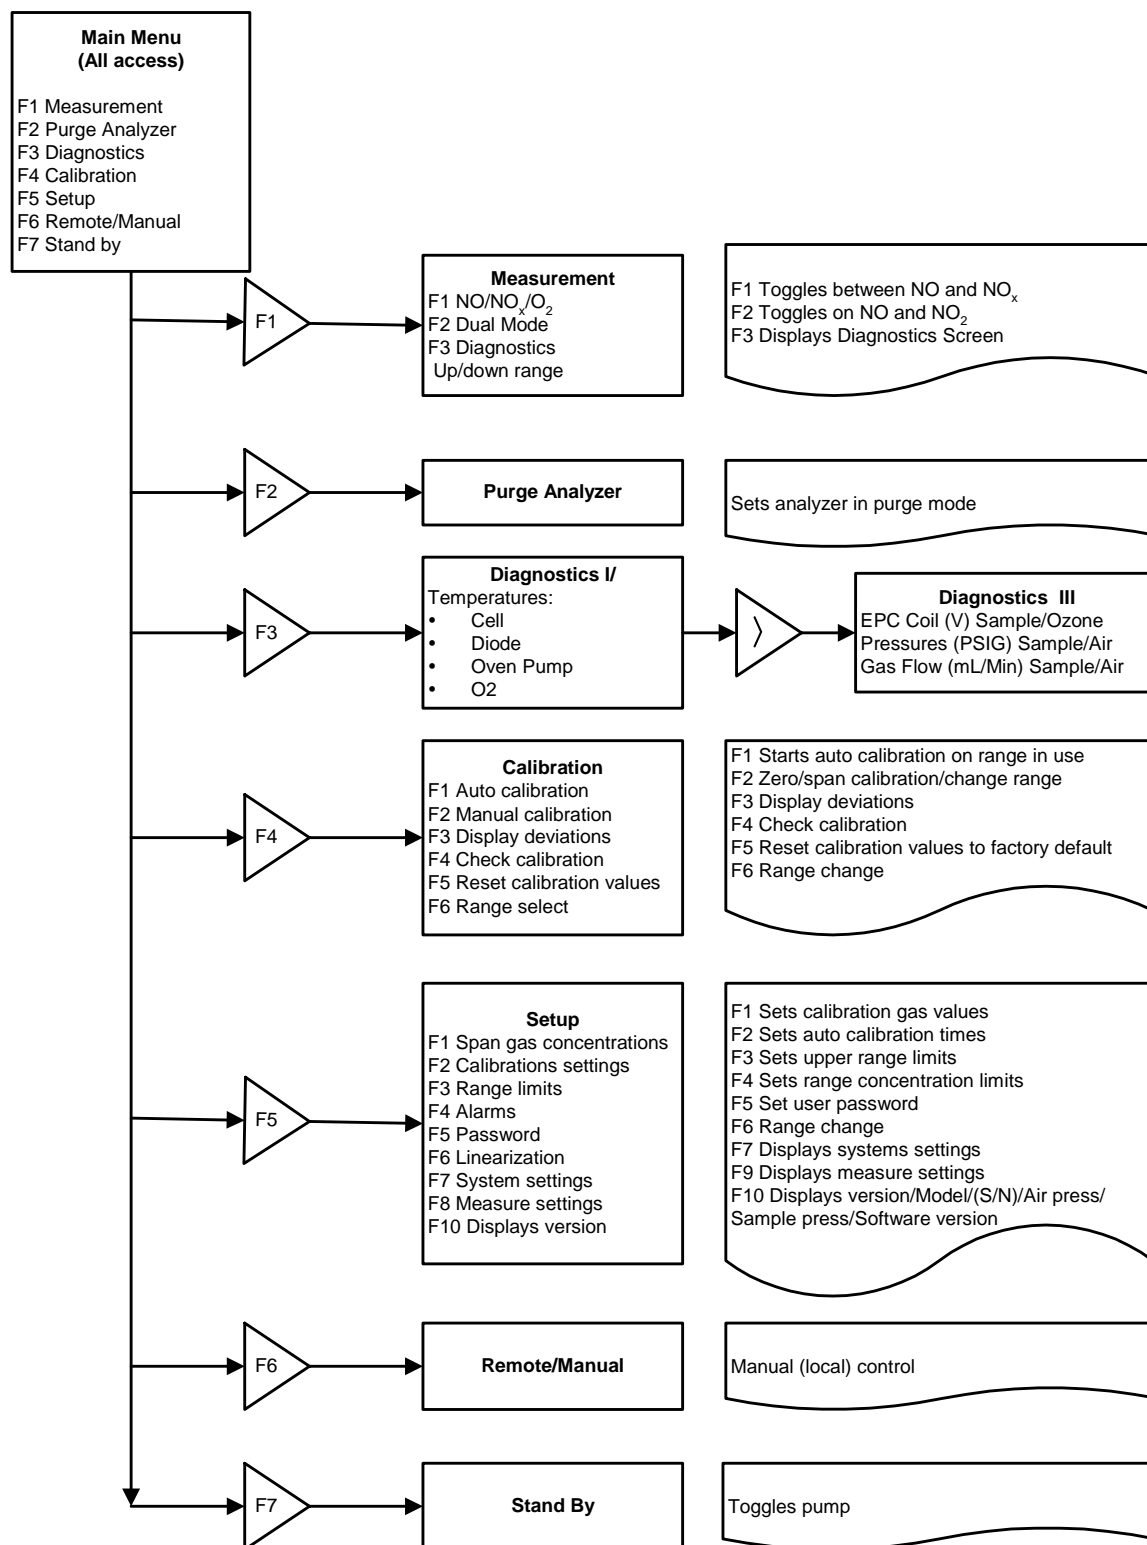 Main Menu
(All access)
F1 Measurement
F2 Purge Analyzer
F3 Diagnostics
F4 Calibration
F5 Setup
F6 Remote/Manual
F7 Stand by
F1
Measurement
F1 NO/NOx/O2
F2 Dual Mode
F3 Diagnostics
Up/down range
F1 Toggles between NO and NOx
F2 Toggles on NO and NO2
F3 Displays Diagnostics Screen
F2
Purge Analyzer
Sets analyzer in purge mode
F3
Diagnostics I/
Temperatures:
• Cell
• Diode
• Oven Pump
• O2
〉
Diagnostics III
EPC Coil (V) Sample/Ozone
Pressures (PSIG) Sample/Air
Gas Flow (mL/Min) Sample/Air
F4
Calibration
F1 Auto calibration
F2 Manual calibration
F3 Display deviations
F4 Check calibration
F5 Reset calibration values
F6 Range select
F1 Starts auto calibration on range in use
F2 Zero/span calibration/change range
F3 Display deviations
F4 Check calibration
F5 Reset calibration values to factory default
F6 Range change
F5
Setup
F1 Span gas concentrations
F2 Calibrations settings
F3 Range limits
F4 Alarms
F5 Password
F6 Linearization
F7 System settings
F8 Measure settings
F10 Displays version
F1 Sets calibration gas values
F2 Sets auto calibration times
F3 Sets upper range limits
F4 Sets range concentration limits
F5 Set user password
F6 Range change
F7 Displays systems settings
F9 Displays measure settings
F10 Displays version/Model/(S/N)/Air press/
Sample press/Software version
F6
Remote/Manual
Manual (local) control
F7
Stand By
Toggles pump